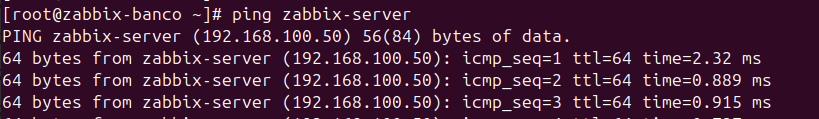 [root@zabbix-banco ~]# ping zabbix-server
PING zabbix-server (192.168.100.50) 56(84) bytes of data.
64 bytes from zabbix-server (192.168.100.50): icmp_seq=1 ttl=64 time=2.32 ms
64 bytes from zabbix-server (192.168.100.50): icmp_seq=2 ttl=64 time=0.889 ms
64 bytes from zabbix-server (192.168.100.50): icmp_seq=3 ttl=64 time=0.915 ms